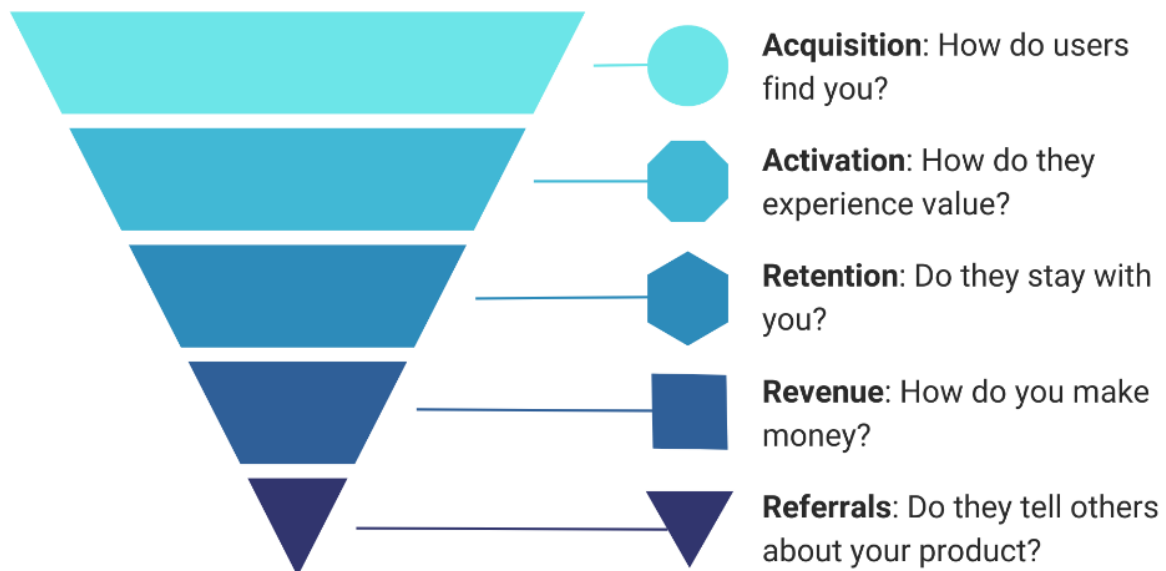 Acquisition: How do users
find you?
Activation: How do they
experience value?
Retention: Do they stay with
you?
Revenue: How do you make
money?
Referrals: Do they tell others
about your product?